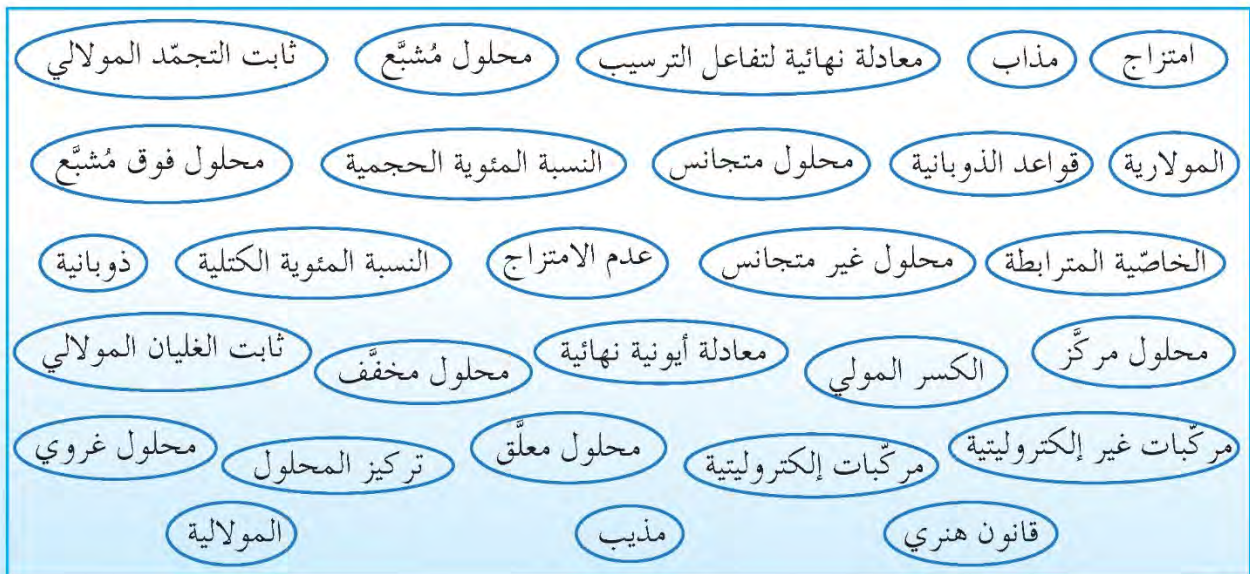 امتزاج مذاب معادلة نهائية لتفاعل الترسيب محلول مُشبَّع ثابت التجمّد المولالي
المولارية قواعد الذوبانية محلول متجانس النسبة المئوية الحجمية محلول فوق مُشبَّع
الخاصّية المترابطة محلول غير متجانس عدم الامتزاج النسبة المئوية الكتلية ذوبانية
محلول مركَّز الكسر المولي معادلة أيونية نهائية محلول مخفَّف ثابت الغليان المولالي
مركّبات غير إلكتروليتية مركّبات إلكتروليتية محلول معلَّق تركيز المحلول محلول غروي
قانون هنري مذيب المولالية